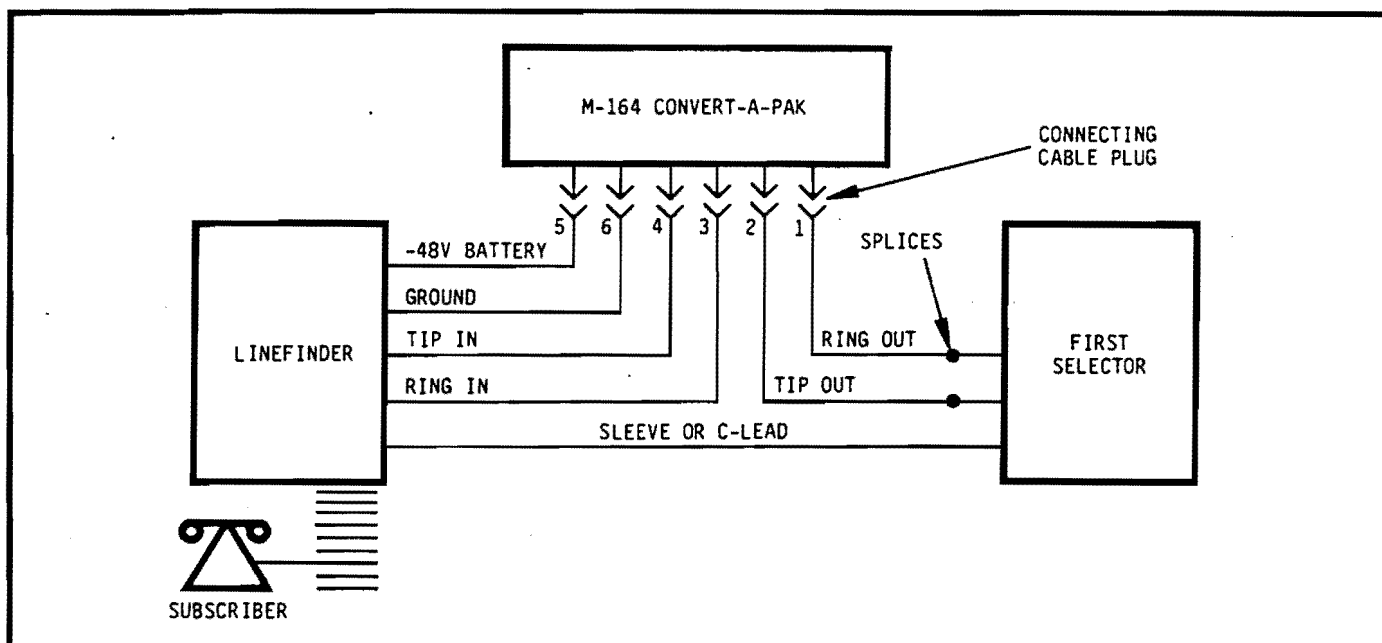 M-164 CONVERT-A-PAK
CONNECTING
CABLE PLUG
5 6 4 3 2 1
SPLICES
-48V BATTERY
GROUND
TIP IN
RING IN
LINEFINDER
RING OUT
TIP OUT
FIRST
SELECTOR
SLEEVE OR C-LEAD
SUBSCRIBER